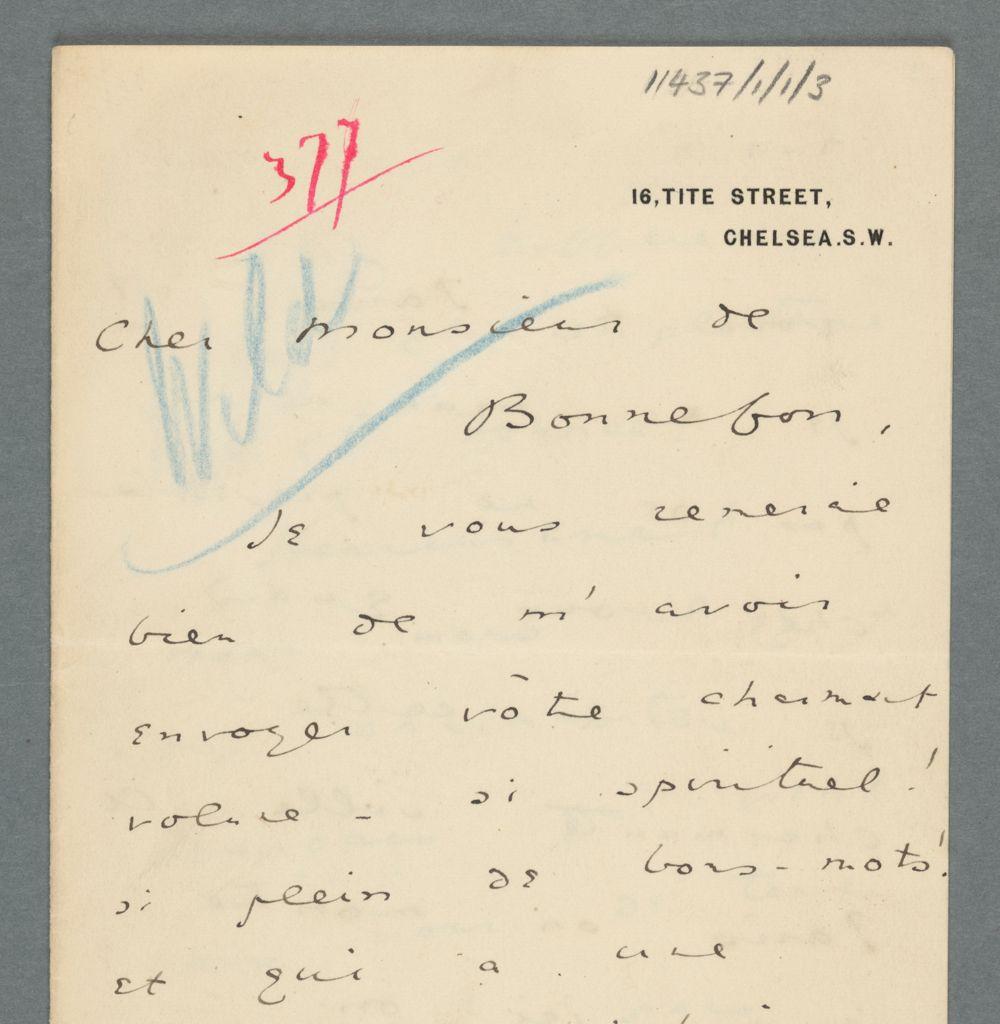 11437/1/1/3
377
16, TITE STREET,
CHELSEA.S.W.
Wilde
Cher Monsieur de
Bonnefon,
Je vous remercie
bien de m'avoir
envoyer vôtre charmant
volume - si spirituel!
si plein de bons-mots!
et qui a une